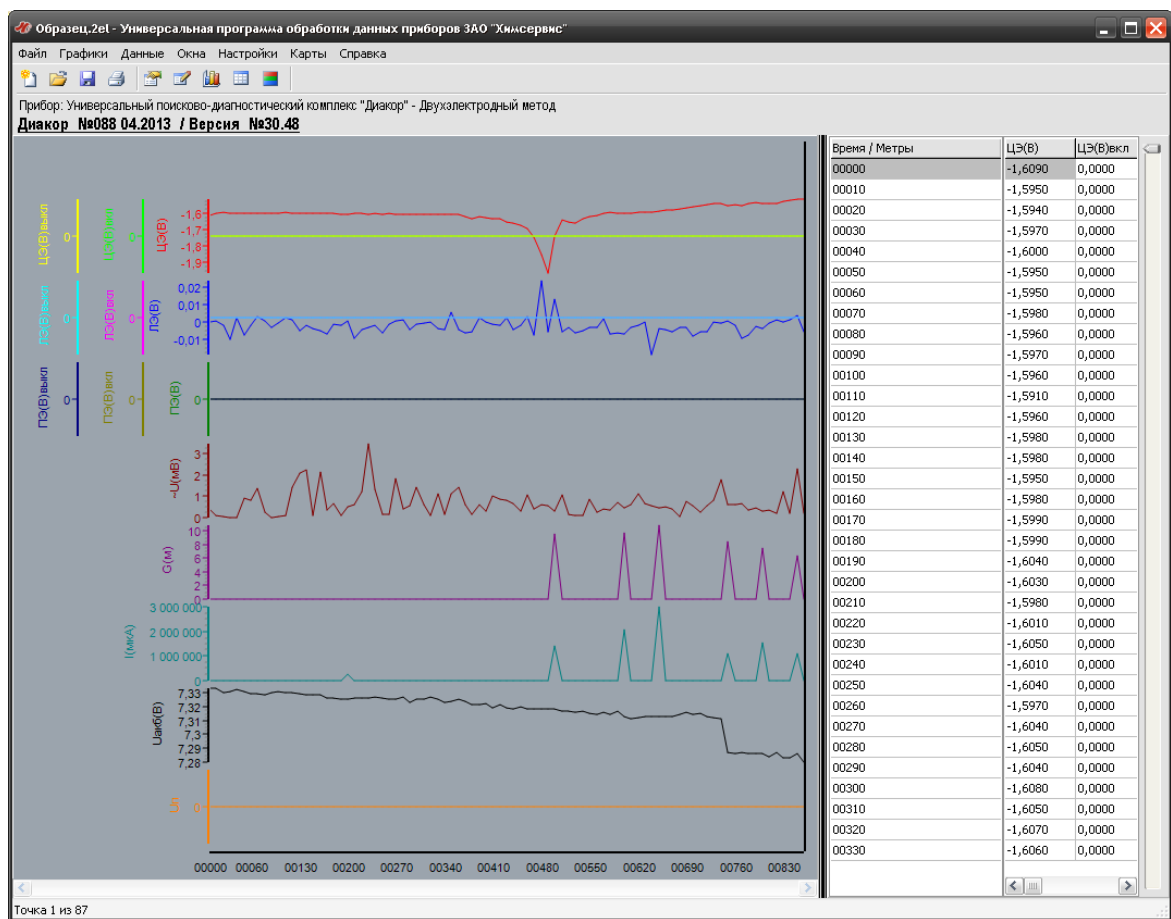 Образец.2el - Универсальная программа обработки данных приборов ЗАО "Химсервис"
Файл Графики Данные Окна Настройки Карты Справка
Прибор: Универсальный поисково-диагностический комплекс "Диакор" - Двухэлектродный метод
Диакор №088 04.2013 / Версия №30.48
ЦЭ(В)выкл
0
ЦЭ(В)вкл
0
ЦЭ(В)
-1,6
-1,7
-1,8
-1,9
ЛЭ(В)выкл
0
ЛЭ(В)вкл
0
ЛЭ(В)
0,02
0,01
0
-0,01
ПЭ(В)выкл
0
ПЭ(В)вкл
0
ПЭ(В)
0
~U(мВ)
3
2
1
0
G(м)
10
8
6
4
2
0
I(мкА)
3 000 000
2 000 000
1 000 000
0
Uакб(В)
7,33
7,32
7,31
7,3
7,29
7,28
0
00000 00060 00130 00200 00270 00340 00410 00480 00550 00620 00690 00760 00830
Время / Метры ЦЭ(В) ЦЭ(В)вкл
00000 -1,6090 0,0000
00010 -1,5950 0,0000
00020 -1,5940 0,0000
00030 -1,5970 0,0000
00040 -1,6000 0,0000
00050 -1,5950 0,0000
00060 -1,5950 0,0000
00070 -1,5980 0,0000
00080 -1,5960 0,0000
00090 -1,5970 0,0000
00100 -1,5960 0,0000
00110 -1,5910 0,0000
00120 -1,5960 0,0000
00130 -1,5980 0,0000
00140 -1,5980 0,0000
00150 -1,5950 0,0000
00160 -1,5980 0,0000
00170 -1,5990 0,0000
00180 -1,5990 0,0000
00190 -1,6040 0,0000
00200 -1,6030 0,0000
00210 -1,5980 0,0000
00220 -1,6010 0,0000
00230 -1,6050 0,0000
00240 -1,6010 0,0000
00250 -1,6040 0,0000
00260 -1,5970 0,0000
00270 -1,6040 0,0000
00280 -1,6050 0,0000
00290 -1,6040 0,0000
00300 -1,6080 0,0000
00310 -1,6050 0,0000
00320 -1,6070 0,0000
00330 -1,6060 0,0000
Точка 1 из 87